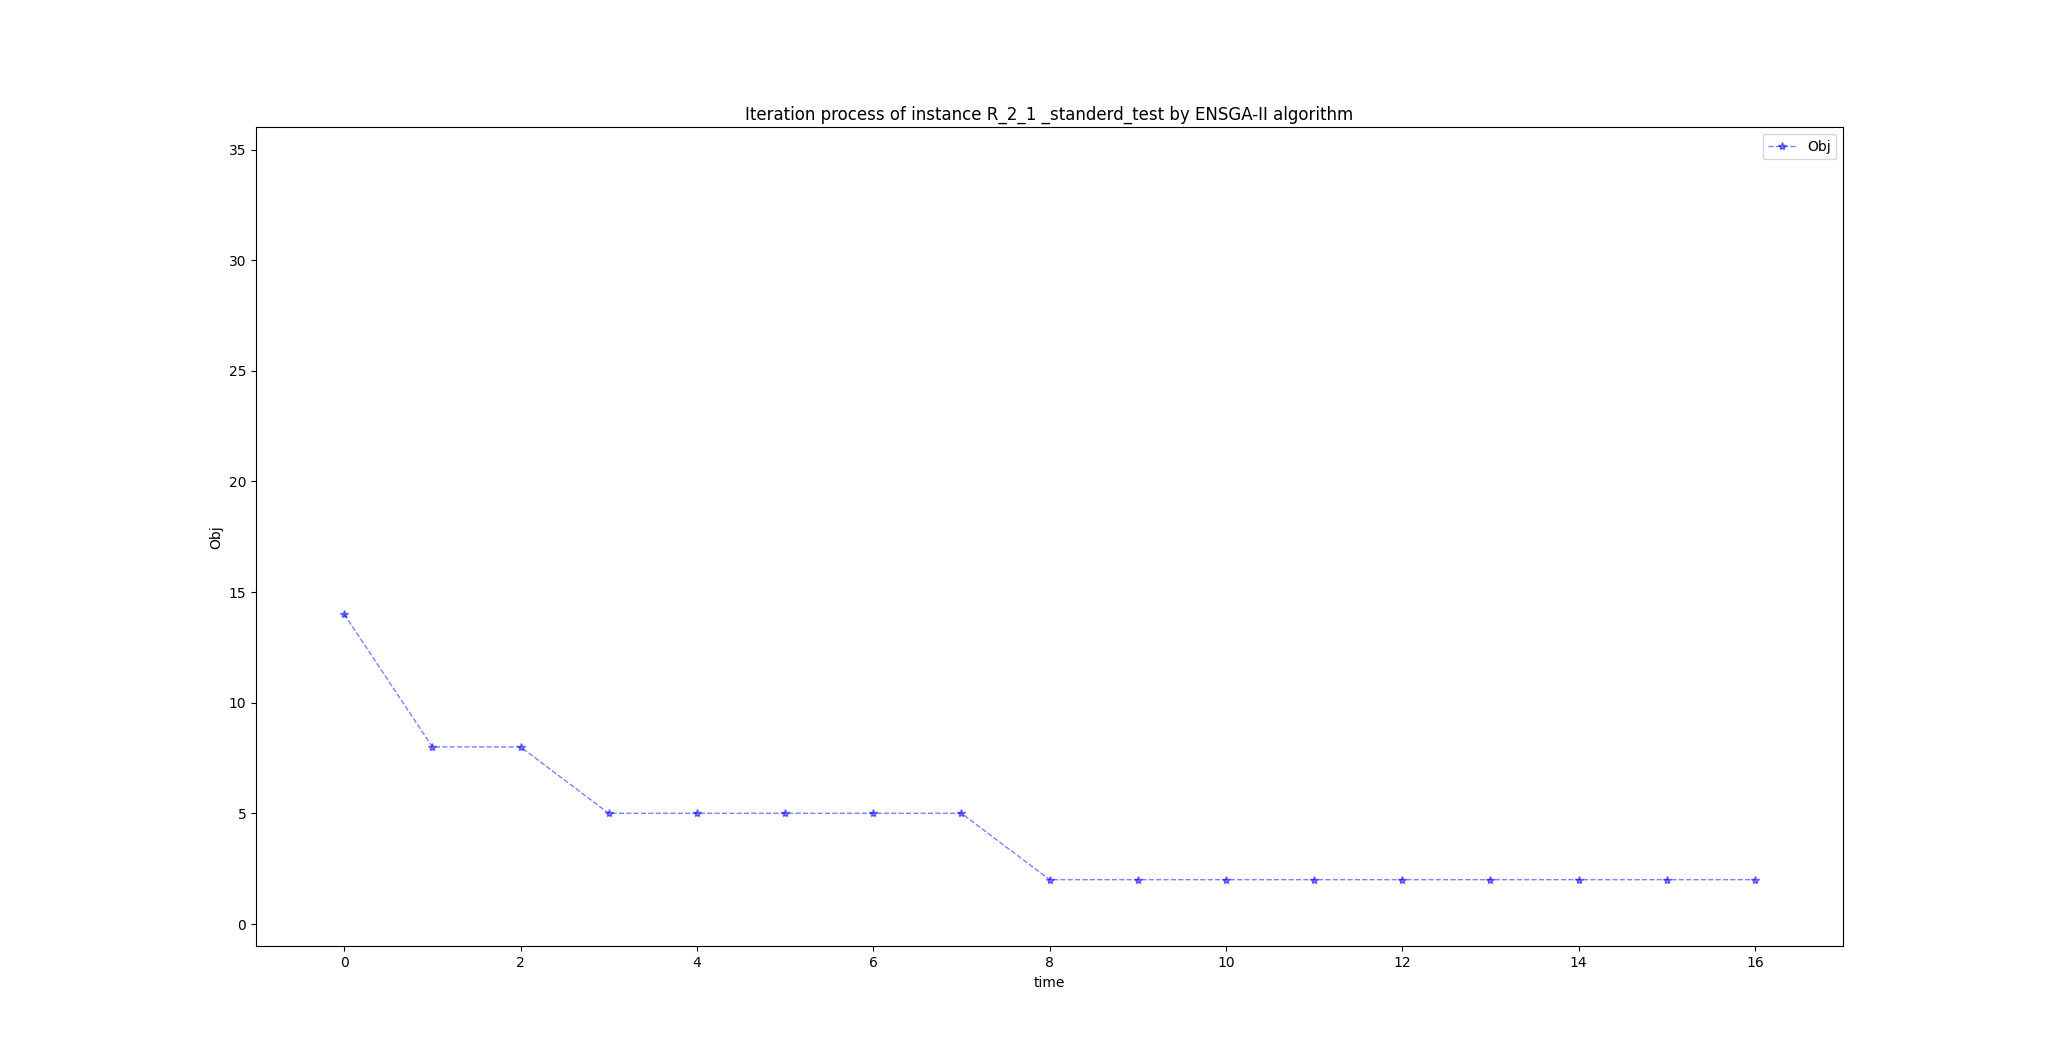 Iteration process of instance R_2_1 _standerd_test by ENSGA-II algorithm
Obj
35
30
25
20
15
10
5
0
Obj
0 2 4 6 8 10 12 14 16
time